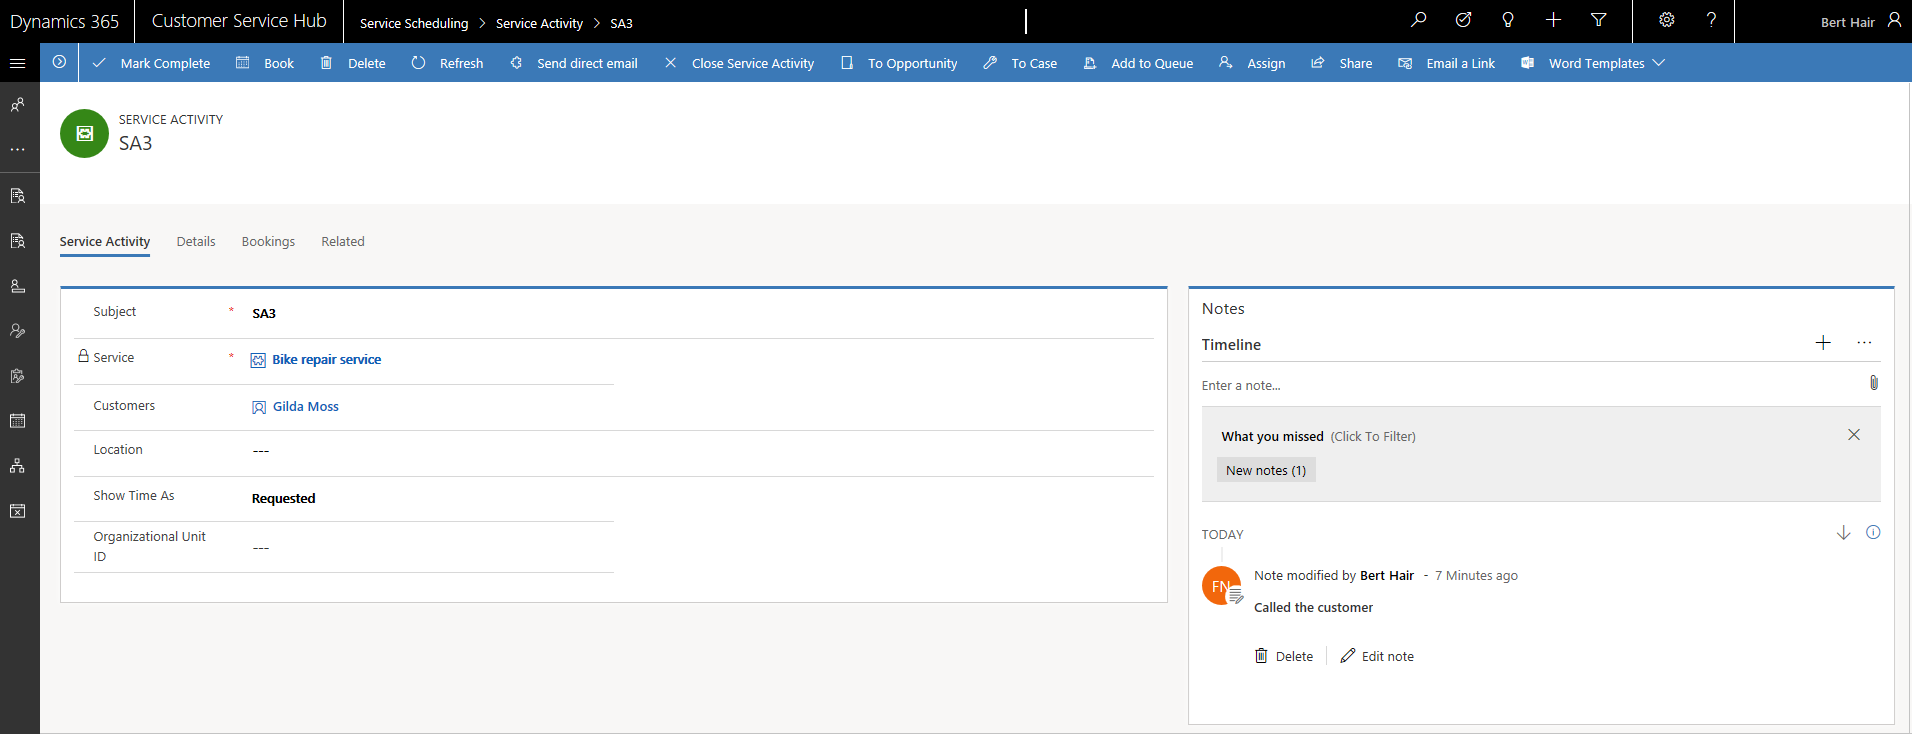 Dynamics 365 Customer Service Hub Service Scheduling > Service Activity > SA3 ? Bert Hair
Mark Complete Book Delete Refresh Send direct email Close Service Activity To Opportunity To Case Add to Queue Assign Share Email a Link Word Templates
SERVICE ACTIVITY
SA3
Service Activity Details Bookings Related
Subject * SA3
Service * Bike repair service
Customers Gilda Moss
Location ---
Show Time As Requested
Organizational Unit
ID ---
Notes
Timeline
Enter a note...
What you missed (Click To Filter)
New notes (1)
TODAY
FN
Note modified by Bert Hair - 7 Minutes ago
Called the customer
Delete Edit note